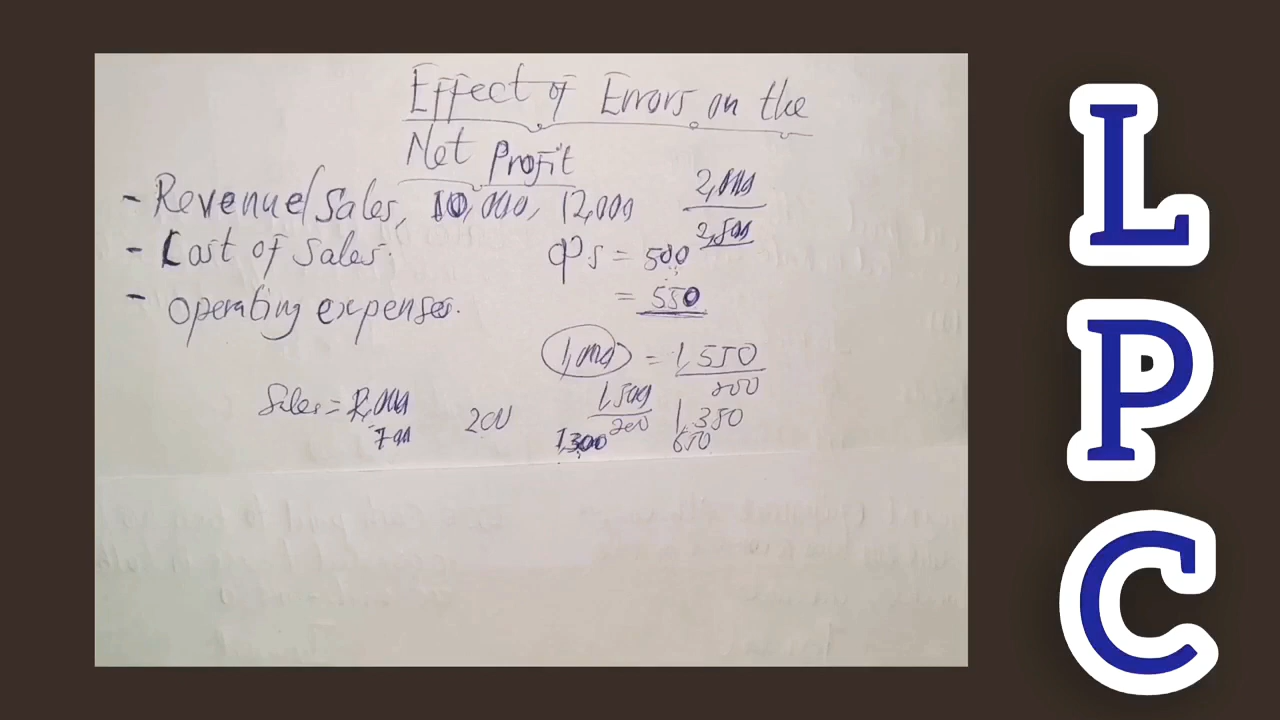 Effect of Errors on the
Net Profit
- Revenue/Sales, 10,000, 12,000
2,000
2,500
- Cost of Sales.
OPs = 500
= 550
- Operating expenses.
1,000 = 1,550
200
Sales = 2,000
700
200
1,500
200
1,300
1,350
650
L
P
C